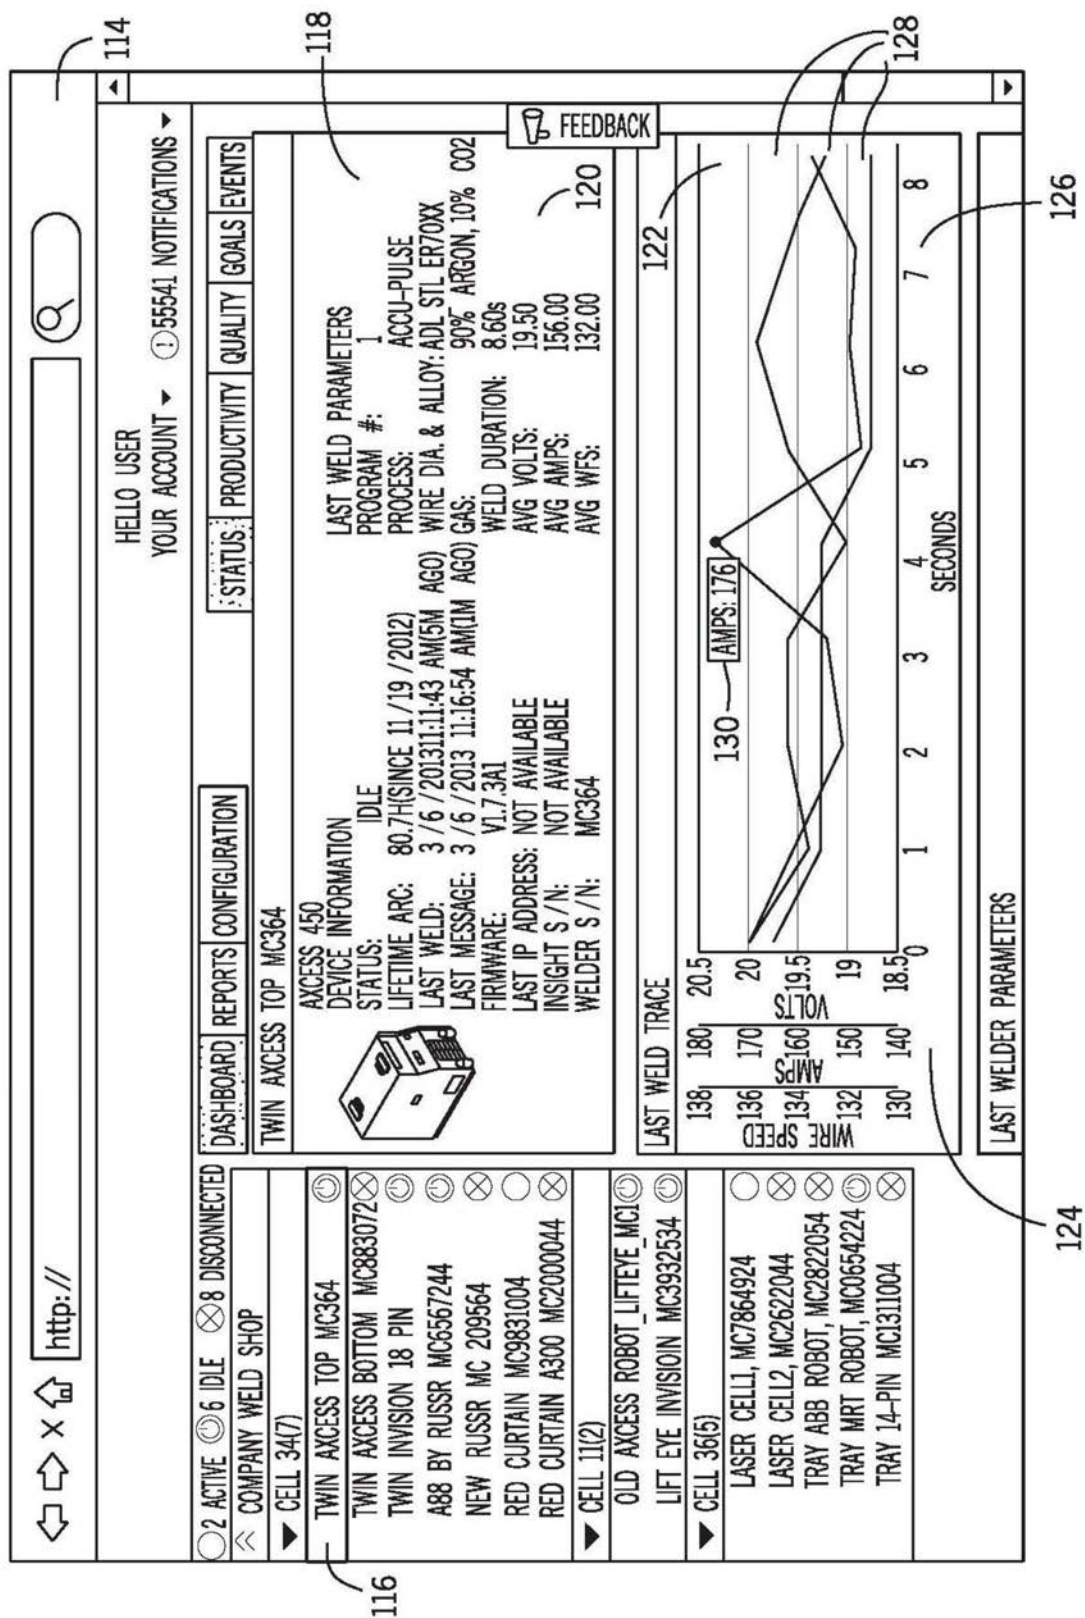 114
http://
HELLO USER
YOUR ACCOUNT
55541 NOTIFICATIONS
2 ACTIVE 6 IDLE 8 DISCONNECTED
DASHBOARD REPORTS CONFIGURATION
STATUS: PRODUCTIVITY QUALITY GOALS EVENTS
COMPANY WELD SHOP
CELL 34(7)
TWIN AXCESS TOP MC364
TWIN AXCESS BOTTOM MC883072
TWIN INVISION 18 PIN
A88 BY RUSSR MC6567244
NEW RUSSR MC 209564
RED CURTAIN MC9831004
RED CURTAIN A300 MC2000044
CELL 11(2)
OLD AXCESS ROBOT_LIFTEYE_MC1
LIFT EYE INVISIOIN MC3932534
CELL 36(5)
LASER CELL1, MC7864924
LASER CELL2, MC2622044
TRAY ABB ROBOT, MC2822054
TRAY MRT ROBOT, MC0654224
TRAY 14-PIN MC1311004
116
TWIN AXCESS TOP MC364
118
AXCESS 450
DEVICE INFORMATION
STATUS: IDLE
LIFETIME ARC: 80.7H(SINCE 11/19/2012)
LAST WELD: 3/6/201311:11:43 AM(5M AGO)
LAST MESSAGE: 3/6/2013 11:16:54 AM(1M AGO)
FIRMWARE: V1.7.3A1
LAST IP ADDRESS: NOT AVAILABLE
INSIGHT S/N: NOT AVAILABLE
WELDER S/N: MC364
LAST WELD PARAMETERS
PROGRAM #: 1
PROCESS: ACCU-PULSE
WIRE DIA. & ALLOY: ADL STL ER70XX
GAS: 90% ARGON, 10% CO2
WELD DURATION: 8.60s
AVG VOLTS: 19.50
AVG AMPS: 156.00
AVG WFS: 132.00
120
FEEDBACK
LAST WELD TRACE
122
138 180 20.5
136 170 20
134 160 19.5
132 150 19
130 140 18.5
WIRE SPEED
AMPS
VOLTS
130
AMPS: 176
128
0 1 2 3 4 5 6 7 8
SECONDS
124
126
LAST WELDER PARAMETERS